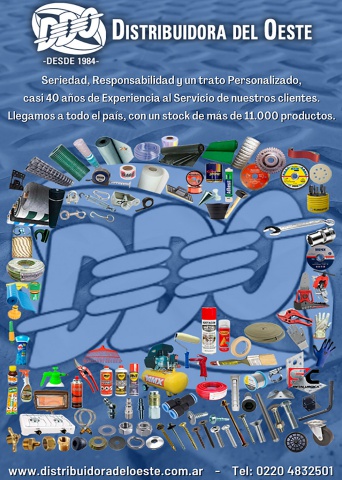 DDO
DISTRIBUIDORA DEL OESTE
-DESDE 1984-
Seriedad, Responsabilidad y un trato Personalizado,
casi 40 años de Experiencia al Servicio de nuestros clientes.
Llegamos a todo el país, con un stock de más de 11.000 productos.
DDO
www.distribuidoradeloeste.com.ar - Tel: 0220 4832501